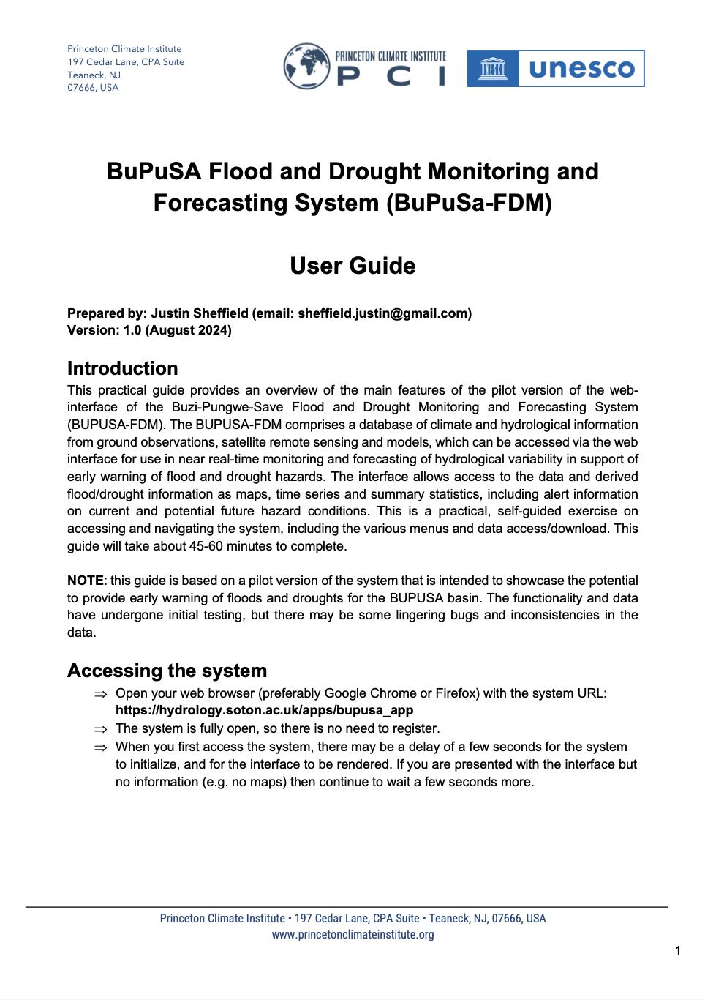 Princeton Climate Institute
197 Cedar Lane, CPA Suite
Teaneck, NJ
07666, USA
PRINCETON CLIMATE INSTITUTE
P C I
UNESCO
unesco
BuPuSA Flood and Drought Monitoring and
Forecasting System (BuPuSa-FDM)
User Guide
Prepared by: Justin Sheffield (email: sheffield.justin@gmail.com)
Version: 1.0 (August 2024)
Introduction
This practical guide provides an overview of the main features of the pilot version of the web-
interface of the Buzi-Pungwe-Save Flood and Drought Monitoring and Forecasting System
(BUPUSA-FDM). The BUPUSA-FDM comprises a database of climate and hydrological information
from ground observations, satellite remote sensing and models, which can be accessed via the web
interface for use in near real-time monitoring and forecasting of hydrological variability in support of
early warning of flood and drought hazards. The interface allows access to the data and derived
flood/drought information as maps, time series and summary statistics, including alert information
on current and potential future hazard conditions. This is a practical, self-guided exercise on
accessing and navigating the system, including the various menus and data access/download. This
guide will take about 45-60 minutes to complete.
NOTE: this guide is based on a pilot version of the system that is intended to showcase the potential
to provide early warning of floods and droughts for the BUPUSA basin. The functionality and data
have undergone initial testing, but there may be some lingering bugs and inconsistencies in the
data.
Accessing the system
⇒ Open your web browser (preferably Google Chrome or Firefox) with the system URL:
https://hydrology.soton.ac.uk/apps/bupusa_app
⇒ The system is fully open, so there is no need to register.
⇒ When you first access the system, there may be a delay of a few seconds for the system
to initialize, and for the interface to be rendered. If you are presented with the interface but
no information (e.g. no maps) then continue to wait a few seconds more.
Princeton Climate Institute • 197 Cedar Lane, CPA Suite • Teaneck, NJ, 07666, USA
www.princetonclimateinstitute.org
1